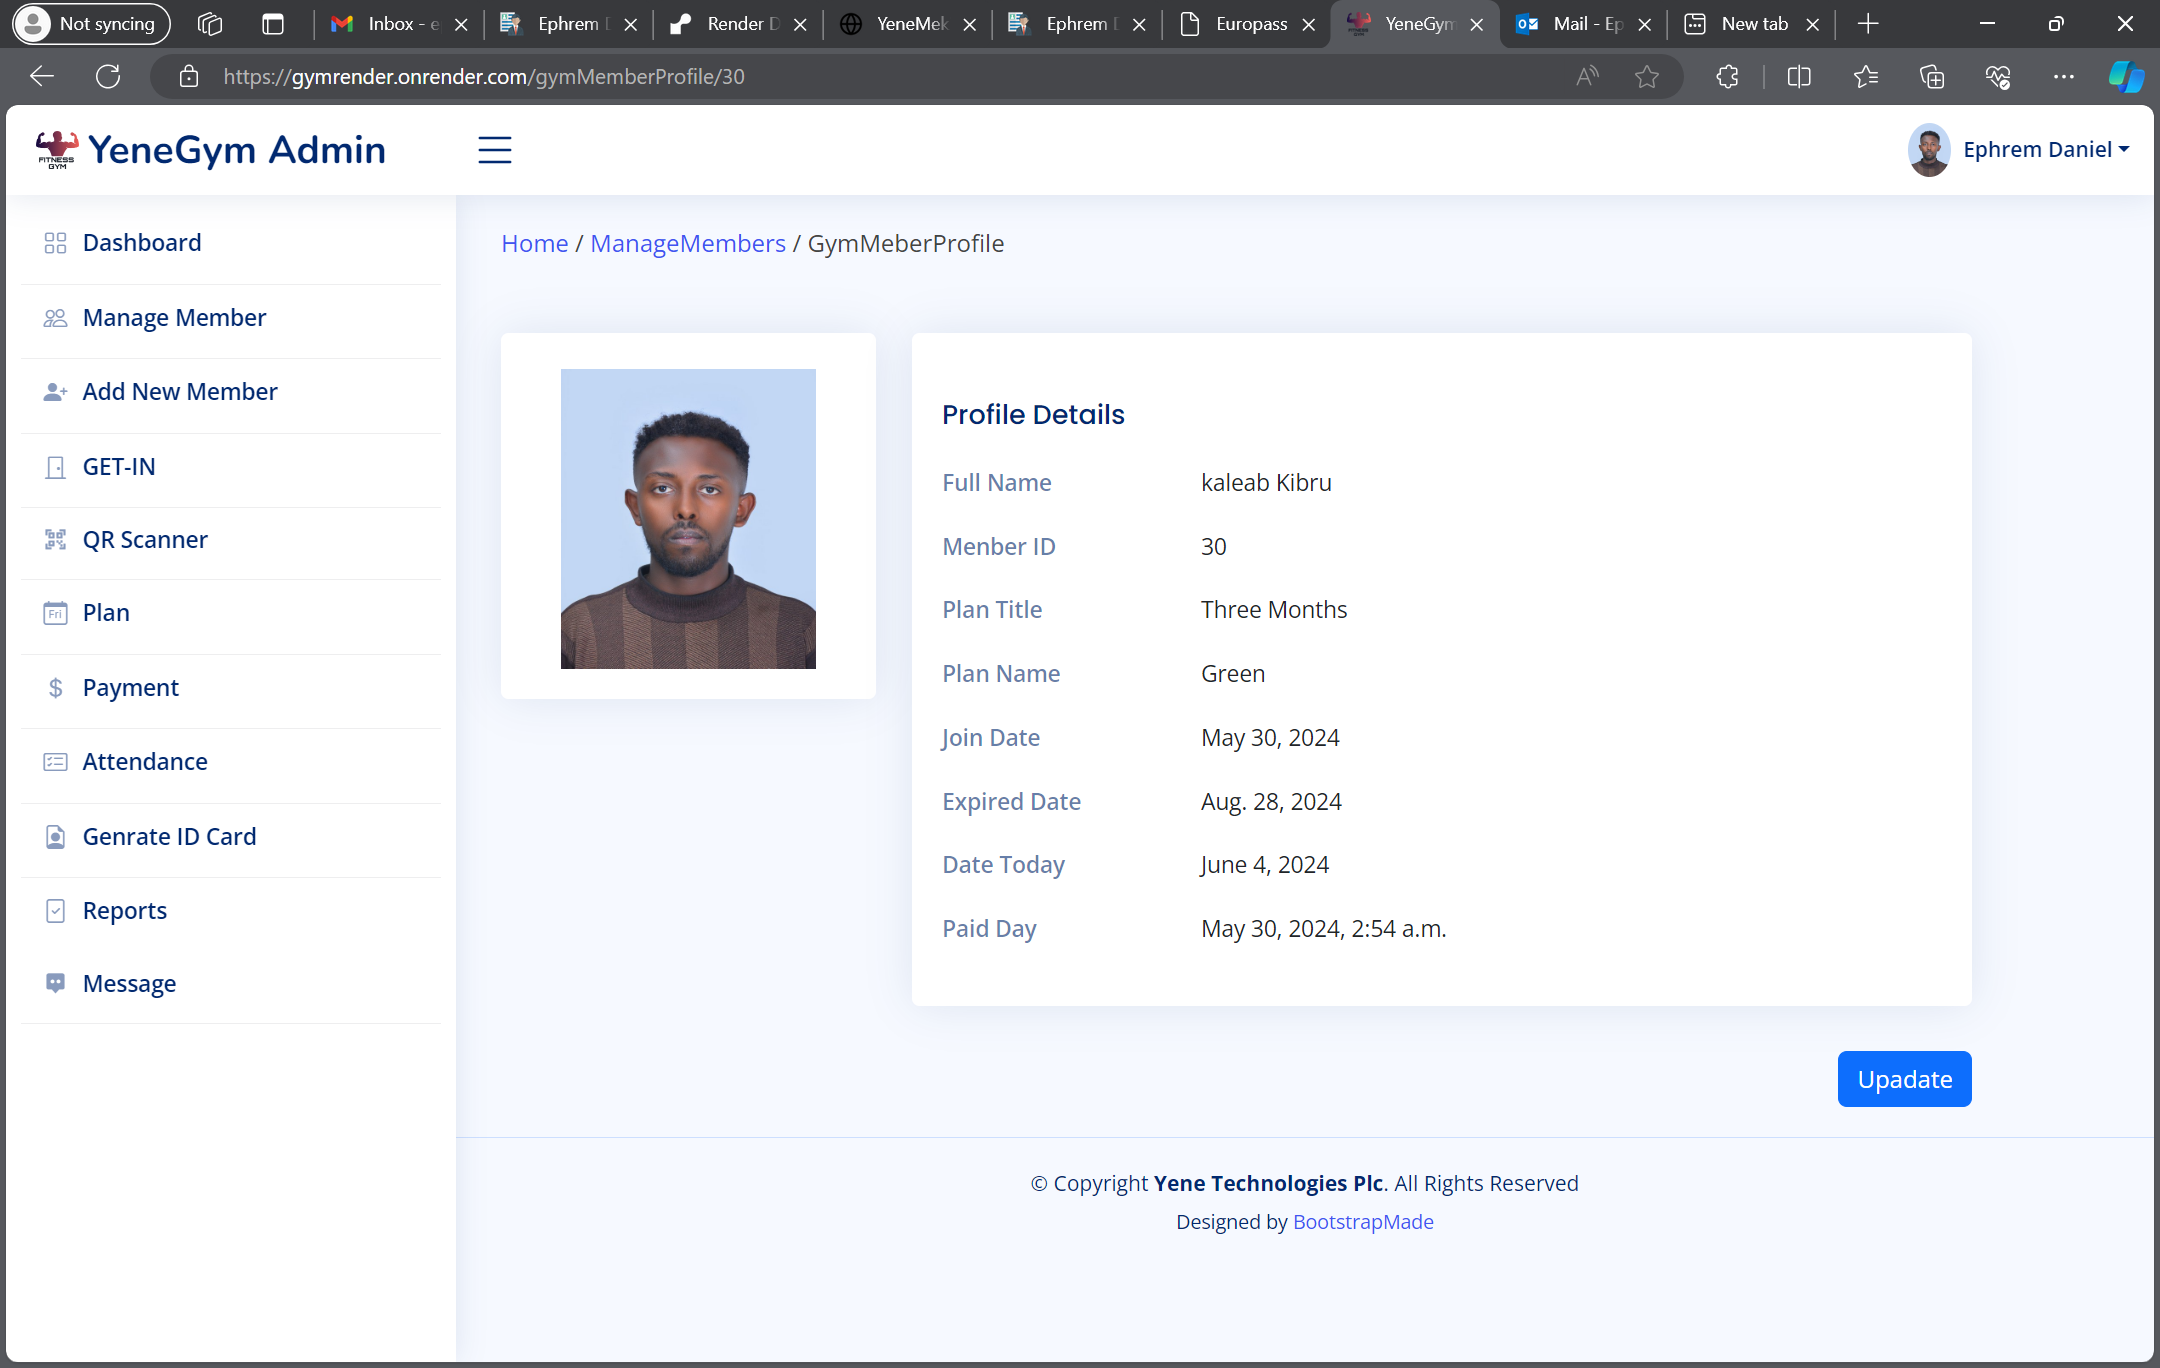 Not syncing
Inbox - e
Ephrem D
Render D
YeneMek
Ephrem D
Europass
YeneGym
Mail - Ep
New tab
https://gymrender.onrender.com/gymMemberProfile/30
FITNESS
GYM
YeneGym Admin
Ephrem Daniel
Dashboard
Manage Member
Add New Member
GET-IN
QR Scanner
Fri
Plan
Payment
Attendance
Genrate ID Card
Reports
Message
Home / ManageMembers / GymMeberProfile
Profile Details
Full Name kaleab Kibru
Menber ID 30
Plan Title Three Months
Plan Name Green
Join Date May 30, 2024
Expired Date Aug. 28, 2024
Date Today June 4, 2024
Paid Day May 30, 2024, 2:54 a.m.
Upadate
© Copyright Yene Technologies Plc. All Rights Reserved
Designed by BootstrapMade